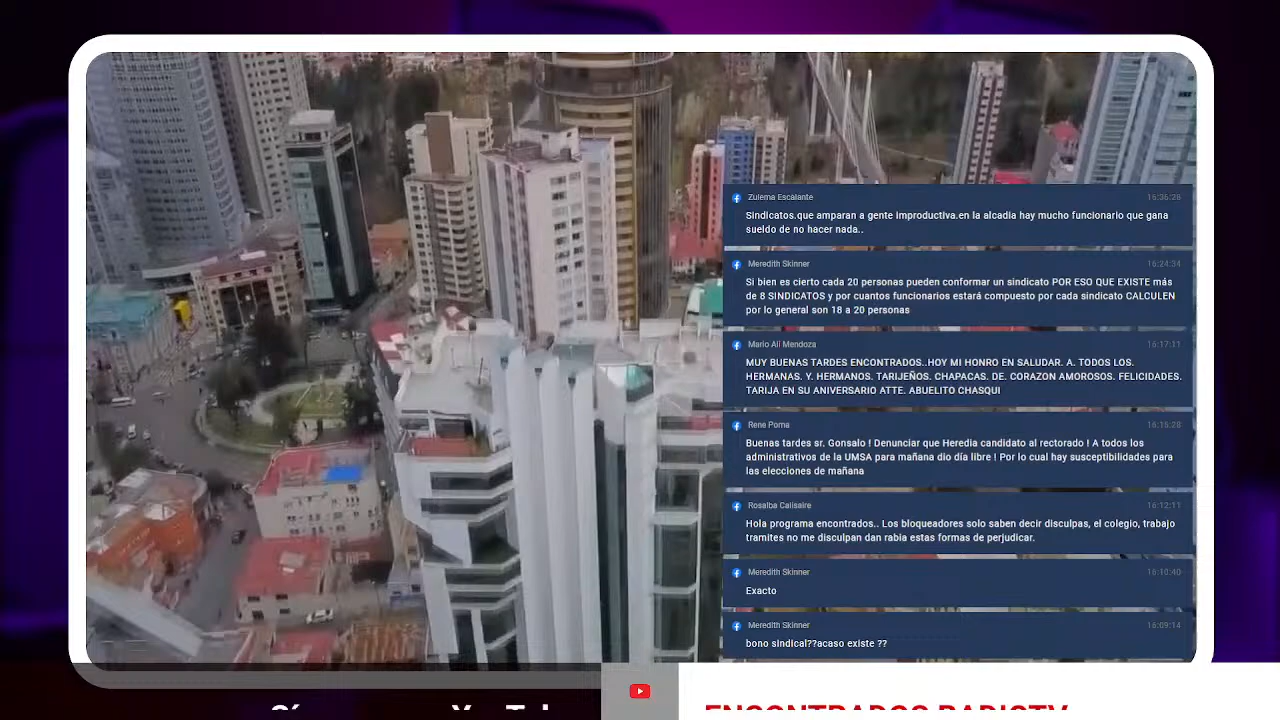 Zulema Escalante 16:36:28
Sindicatos.que amparan a gente improductiva.en la alcadia hay mucho funcionario que gana
sueldo de no hacer nada..
Meredith Skinner 16:24:34
Si bien es cierto cada 20 personas pueden conformar un sindicato POR ESO QUE EXISTE más
de 8 SINDICATOS y por cuantos funcionarios estará compuesto por cada sindicato CALCULEN
por lo general son 18 a 20 personas
Mario Ali Mendoza 16:17:11
MUY BUENAS TARDES ENCONTRADOS..HOY MI HONRO EN SALUDAR. A. TODOS LOS.
HERMANAS. Y. HERMANOS. TARIJEÑOS. CHAPACAS. DE. CORAZON AMOROSOS. FELICIDADES.
TARIJA EN SU ANIVERSARIO ATTE. ABUELITO CHASQUI
Rene Poma 16:15:28
Buenas tardes sr. Gonsalo ! Denunciar que Heredia candidato al rectorado ! A todos los
administrativos de la UMSA para mañana dio día libre ! Por lo cual hay susceptibilidades para
las elecciones de mañana
Rosalba Calisaire 16:12:11
Hola programa encontrados.. Los bloqueadores solo saben decir disculpas, el colegio, trabajo
tramites no me disculpan dan rabia estas formas de perjudicar.
Meredith Skinner 16:10:40
Exacto
Meredith Skinner 16:09:14
bono sindical??acaso existe ??
ENCONTRADOS RADIOTV